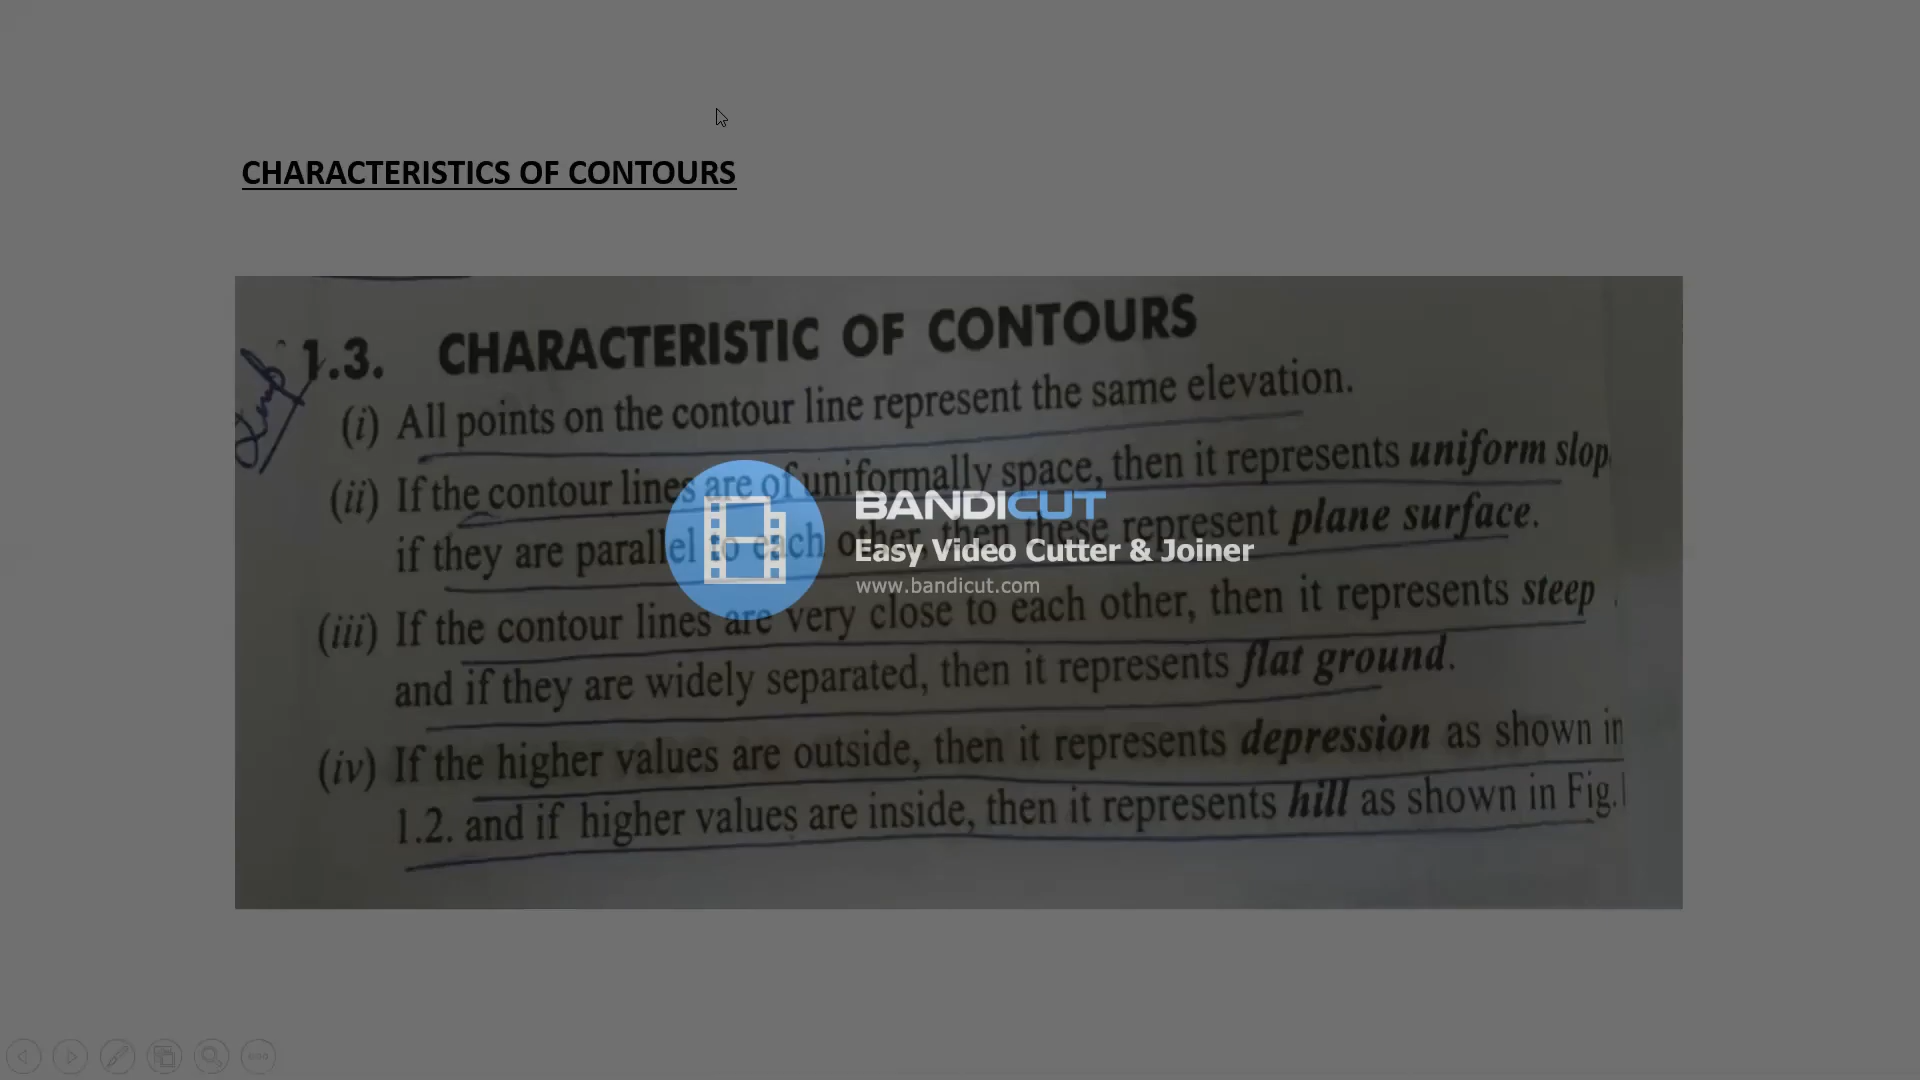 CHARACTERISTICS OF CONTOURS
1.3. CHARACTERISTIC OF CONTOURS
(i) All points on the contour line represent the same elevation.
(ii) If the contour lines are of uniformally space, then it represents uniform slop
if they are parallel to each other, then these represent plane surface.
(iii) If the contour lines are very close to each other, then it represents steep
and if they are widely separated, then it represents flat ground.
(iv) If the higher values are outside, then it represents depression as shown in
1.2. and if higher values are inside, then it represents hill as shown in Fig.
BANDICUT
Easy Video Cutter & Joiner
www.bandicut.com